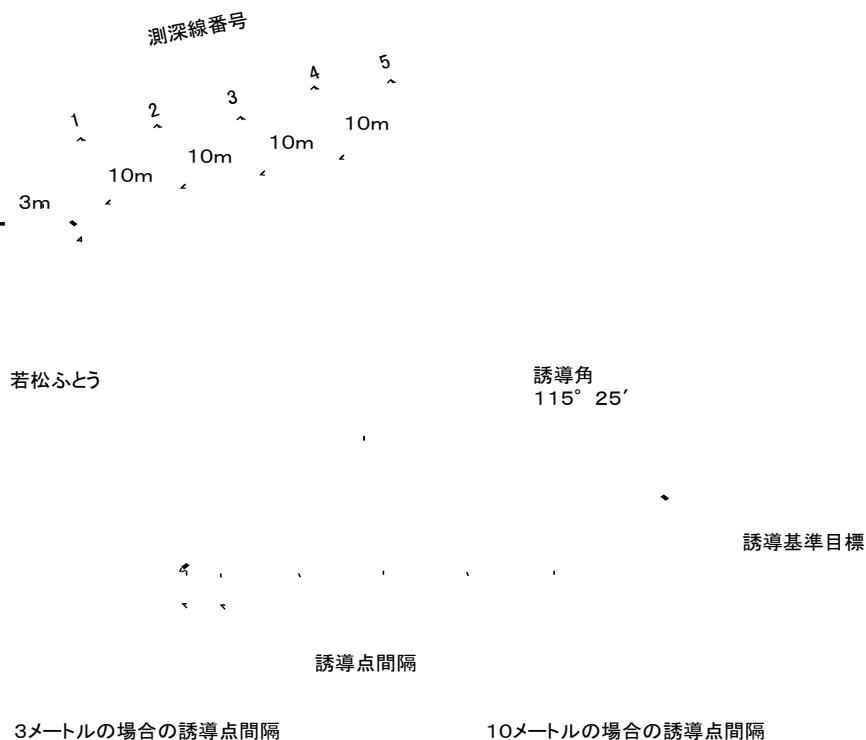 測深線番号
1
2
3
4
5
3m
10m
10m
10m
10m
若松ふとう
誘導角
115° 25′
誘導基準目標
誘導点間隔
3メートルの場合の誘導点間隔
10メートルの場合の誘導点間隔